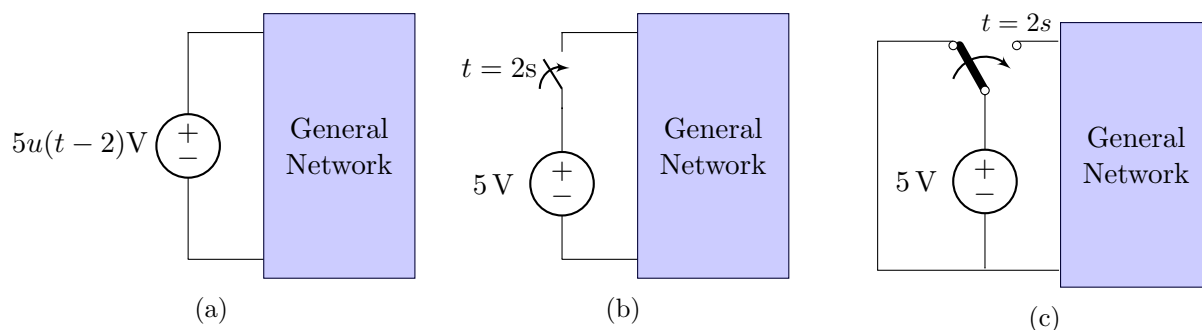 5u(t − 2)V
+
−
General
Network
(a)
t = 2s
5 V
+
−
General
Network
(b)
t = 2s
5 V
+
−
General
Network
(c)